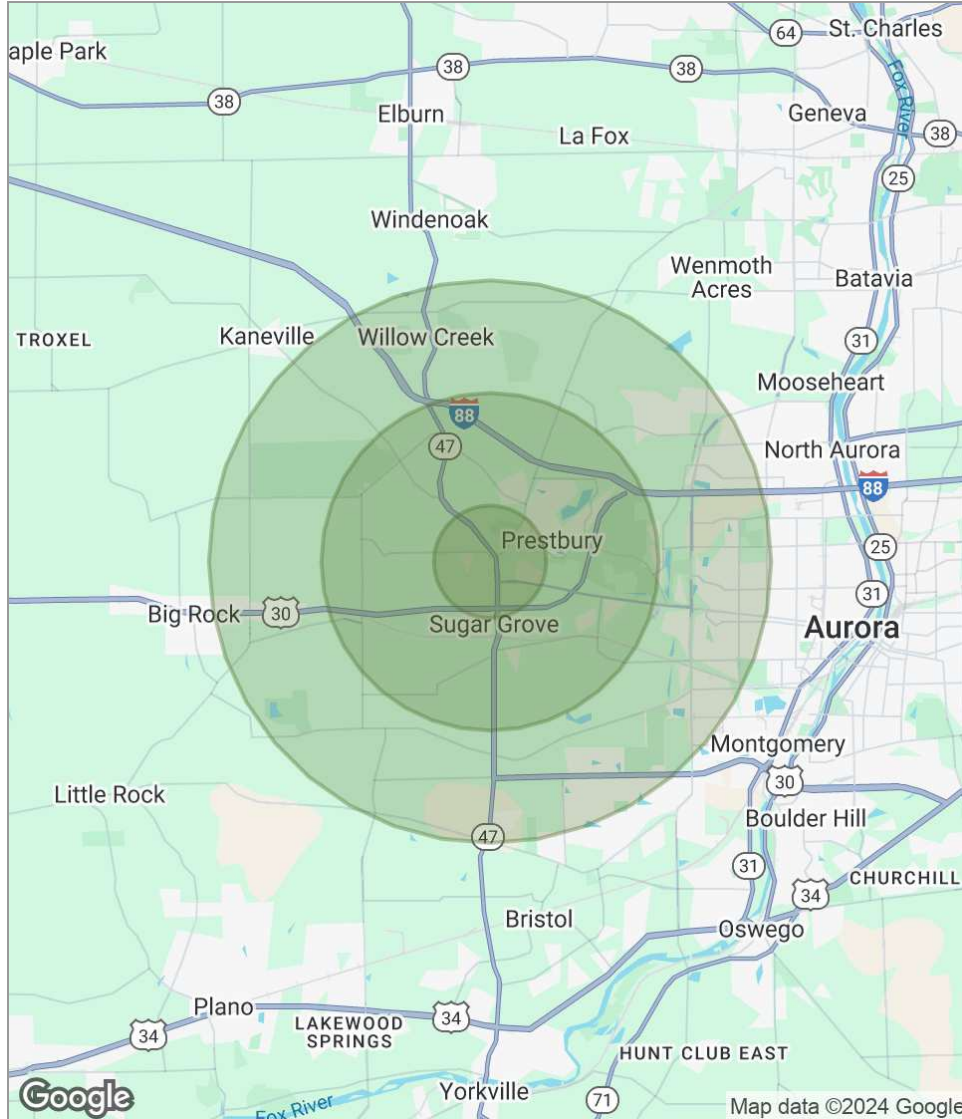 64
St. Charles
aple Park
38
38
38
Elburn
Geneva
La Fox
38
Fox River
25
Windenoak
Wenmoth
Acres
Batavia
TROXEL
Kaneville
Willow Creek
31
Mooseheart
88
47
North Aurora
88
Prestbury
25
31
Big Rock
30
Sugar Grove
Aurora
Montgomery
30
Little Rock
Boulder Hill
47
31
CHURCHILL
34
Bristol
Oswego
Plano
34
34
LAKEWOOD
SPRINGS
HUNT CLUB EAST
Yorkville
71
Google
Fox River
Map data ©2024 Google